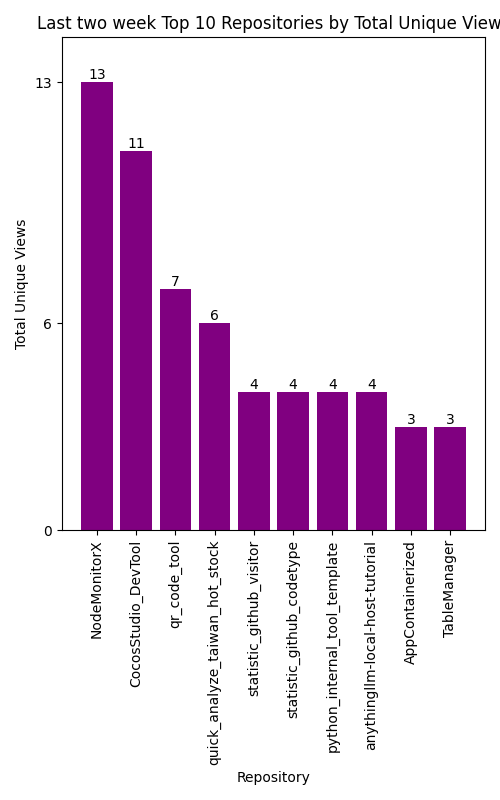 Last two week Top 10 Repositories by Total Unique View
13
11
7
6
4
4
4
4
3
3
13
6
0
Total Unique Views
NodeMonitorX
CocosStudio_DevTool
qr_code_tool
quick_analyze_taiwan_hot_stock
statistic_github_visitor
statistic_github_codetype
python_internal_tool_template
anythingllm-local-host-tutorial
AppContainerized
TableManager
Repository